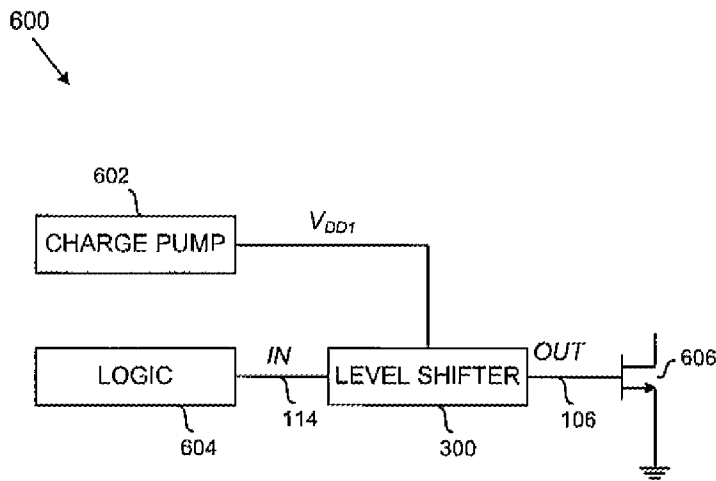 600
602
CHARGE PUMP
V_DD1
LOGIC
IN
LEVEL SHIFTER
OUT
606
604
114
300
106